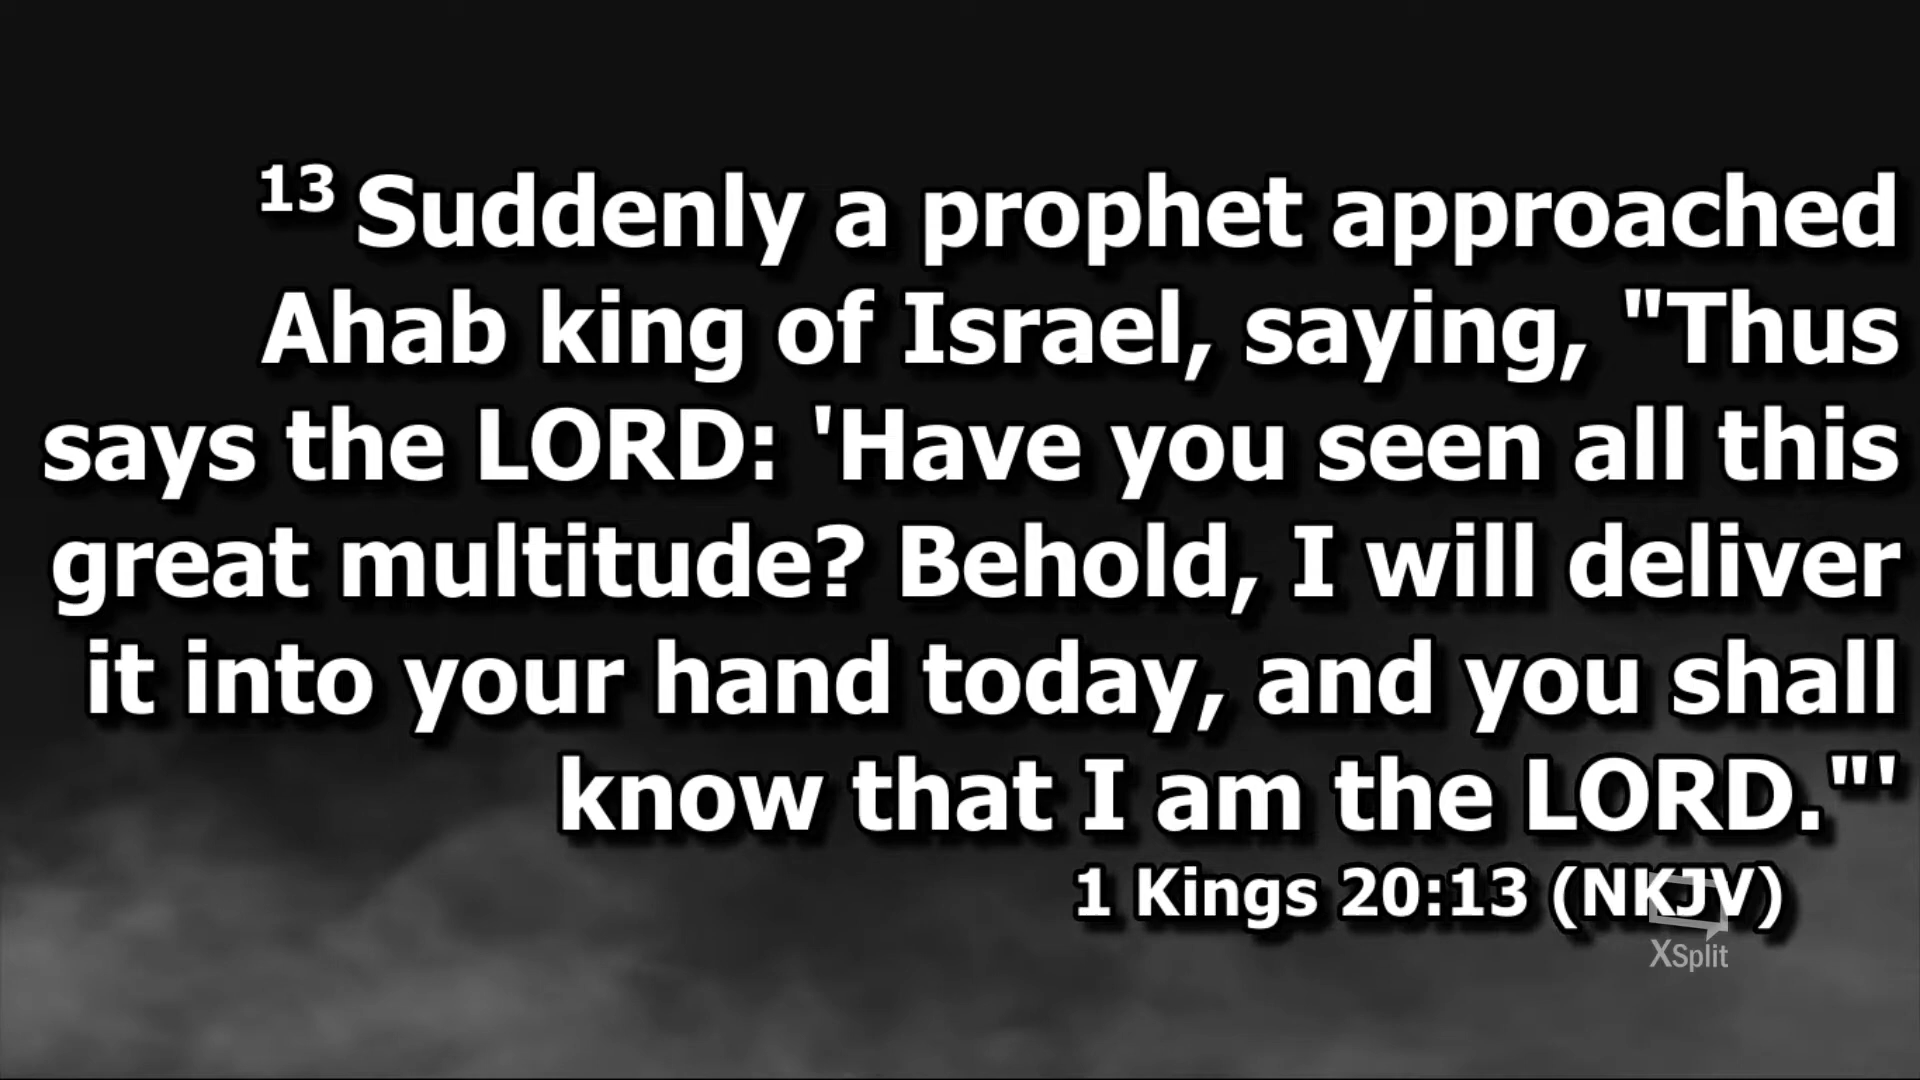 13 Suddenly a prophet approached
Ahab king of Israel, saying, "Thus
says the LORD: 'Have you seen all this
great multitude? Behold, I will deliver
it into your hand today, and you shall
know that I am the LORD."'
1 Kings 20:13 (NKJV)
XSplit